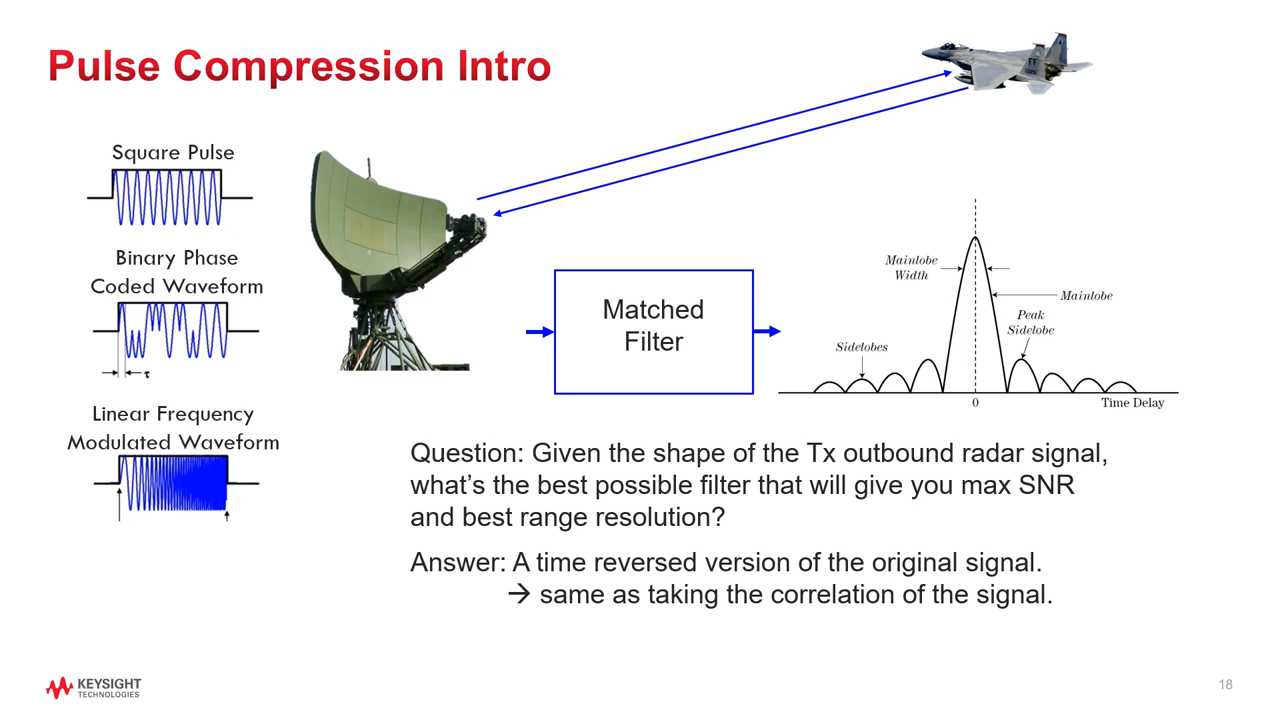 Pulse Compression Intro
Square Pulse
Binary Phase
Coded Waveform
τ
Linear Frequency
Modulated Waveform
FF
Matched
Filter
Mainlobe
Width
Mainlobe
Peak
Sidelobe
Sidelobes
0
Time Delay
Question: Given the shape of the Tx outbound radar signal,
what’s the best possible filter that will give you max SNR
and best range resolution?
Answer: A time reversed version of the original signal.
→ same as taking the correlation of the signal.
KEYSIGHT
TECHNOLOGIES
18